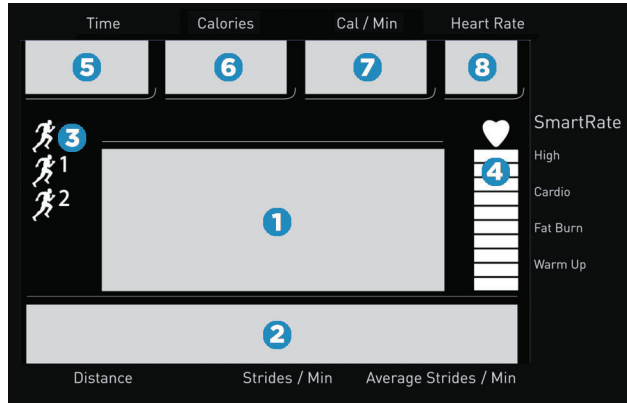 Time Calories Cal / Min Heart Rate
5 6 7 8
SmartRate
3
High
1
4
Cardio
2
1
Fat Burn
Warm Up
2
Distance Strides / Min Average Strides / Min